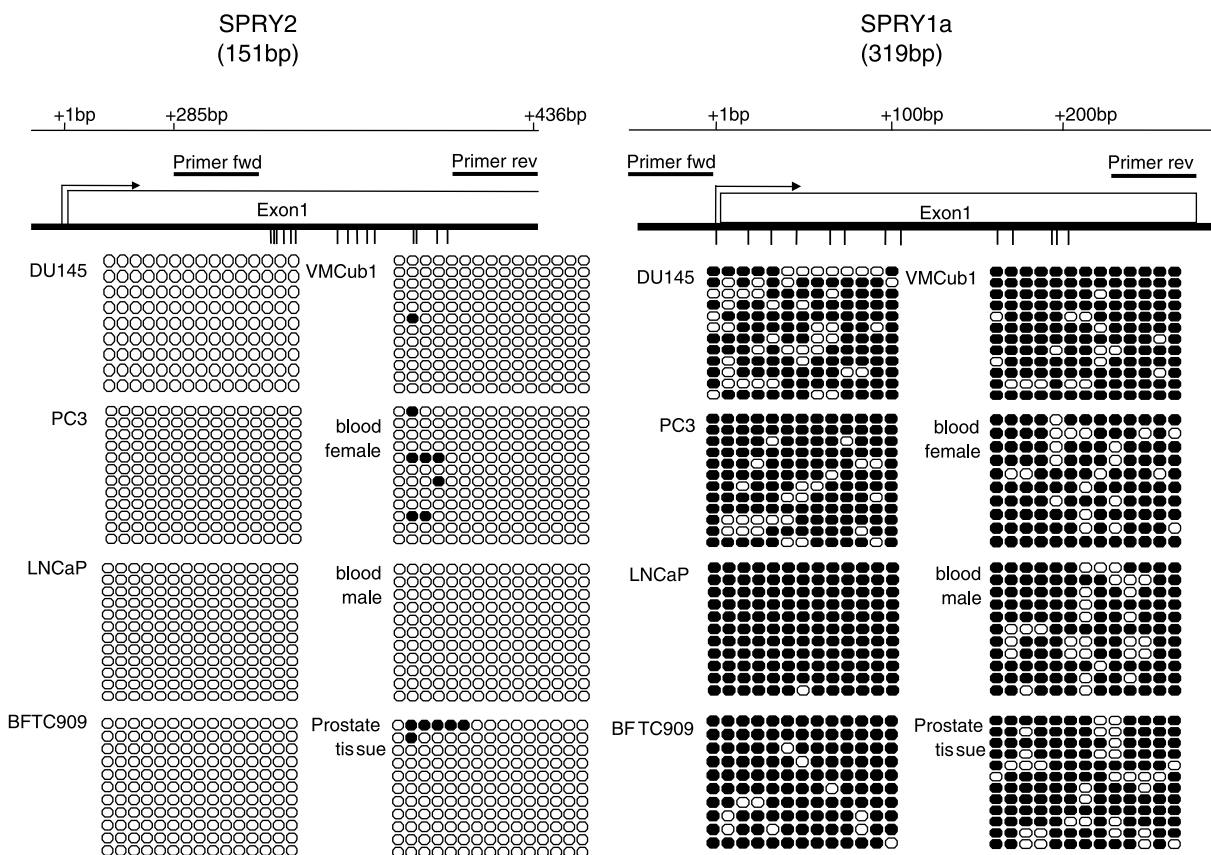 SPRY2
(151bp)
+1bp
+285bp
+436bp
Primer fwd
Primer rev
Exon1
DU145
VMCub1
PC3
blood
female
LNCaP
blood
male
BFTC909
Prostate
tissue
SPRY1a
(319bp)
+1bp
+100bp
+200bp
Primer fwd
Primer rev
Exon1
DU145
VMCub1
PC3
blood
female
LNCaP
blood
male
BFTC909
Prostate
tissue